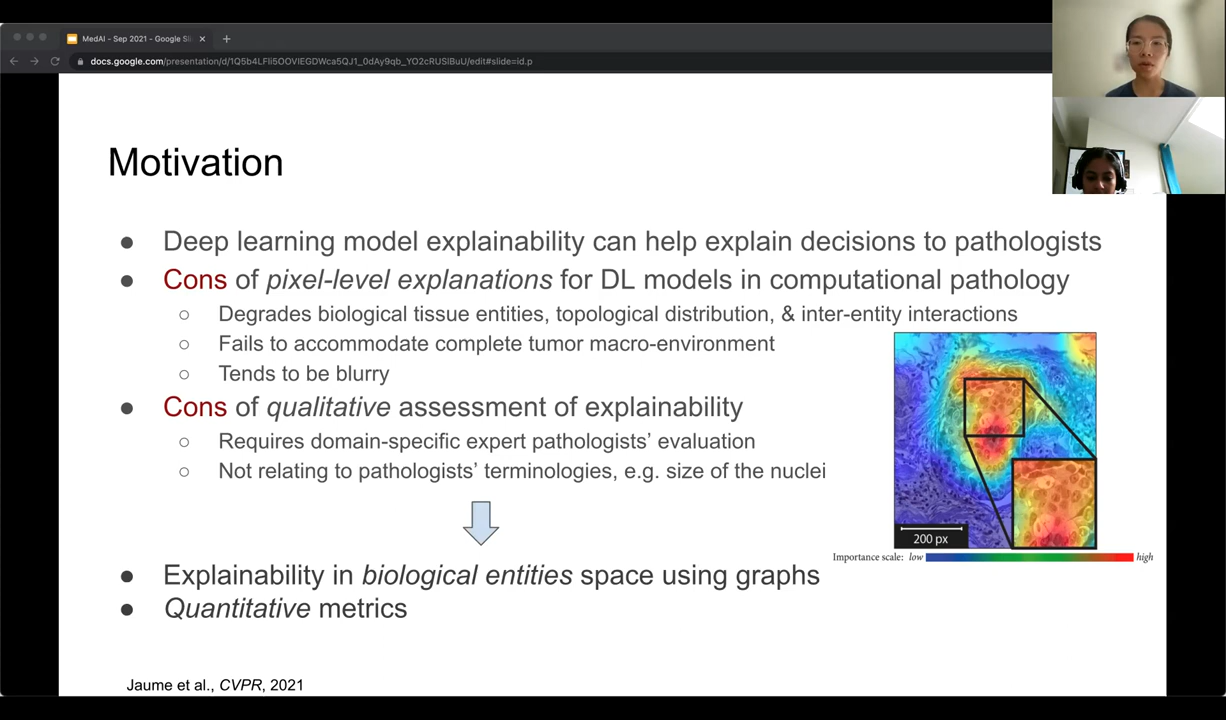 MedAI - Sep 2021 - Google Sli
docs.google.com/presentation/d/1Q5b4LFli5OOVIEGDWca5QJ1_0dAy9qb_YO2cRUSlBuU/edit#slide=id.p
Motivation
● Deep learning model explainability can help explain decisions to pathologists
● Cons of pixel-level explanations for DL models in computational pathology
○ Degrades biological tissue entities, topological distribution, & inter-entity interactions
○ Fails to accommodate complete tumor macro-environment
○ Tends to be blurry
● Cons of qualitative assessment of explainability
○ Requires domain-specific expert pathologists’ evaluation
○ Not relating to pathologists’ terminologies, e.g. size of the nuclei
200 px
Importance scale: low high
● Explainability in biological entities space using graphs
● Quantitative metrics
Jaume et al., CVPR, 2021